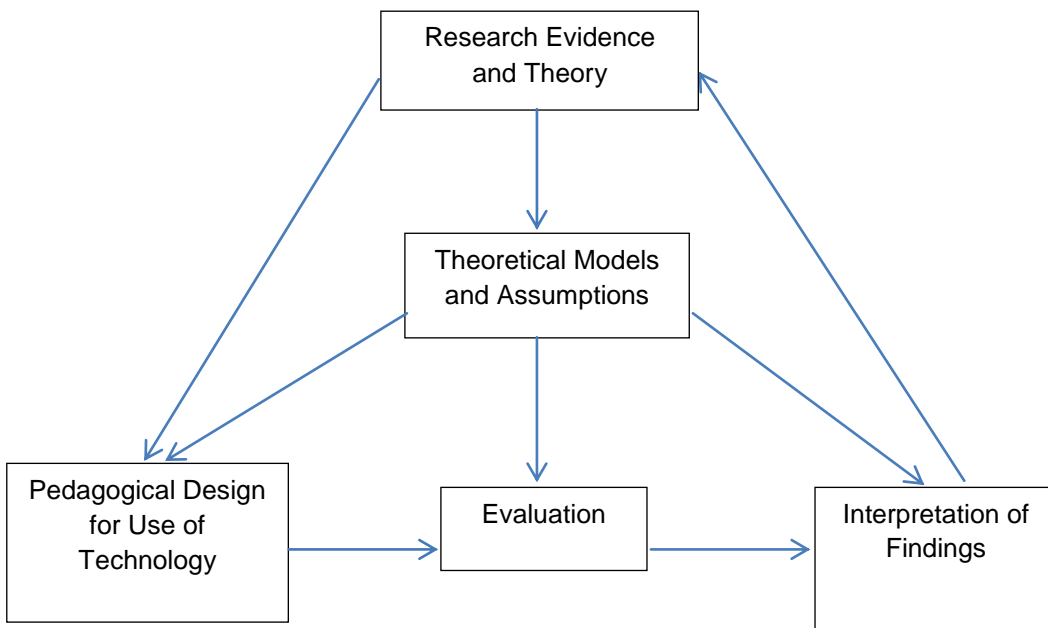 Research Evidence
and Theory
Theoretical Models
and Assumptions
Pedagogical Design
for Use of
Technology
Evaluation
Interpretation of
Findings